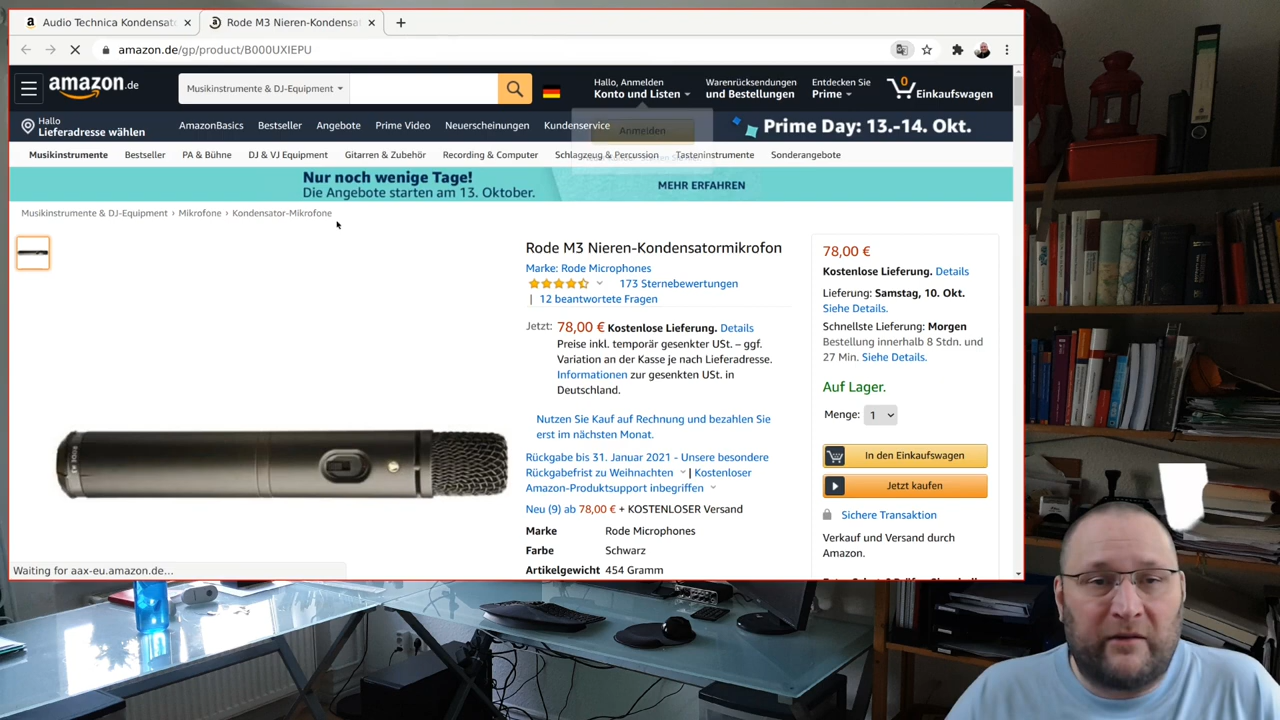 Audio Technica Kondensat
Rode M3 Nieren-Kondensat
amazon.de/gp/product/B000UXIEPU
amazon.de
Musikinstrumente & DJ-Equipment
Hallo, Anmelden
Konto und Listen
Warenrücksendungen
und Bestellungen
Entdecken Sie
Prime
0
Einkaufswagen
Hallo
Lieferadresse wählen
AmazonBasics
Bestseller
Angebote
Prime Video
Neuerscheinungen
Kundenservice
Anmelden
Prime Day: 13.-14. Okt.
Musikinstrumente
Bestseller
PA & Bühne
DJ & VJ Equipment
Gitarren & Zubehör
Recording & Computer
Schlagzeug & Percussion
Tasteninstrumente
Sonderangebote
Nur noch wenige Tage!
Die Angebote starten am 13. Oktober.
MEHR ERFAHREN
Musikinstrumente & DJ-Equipment › Mikrofone › Kondensator-Mikrofone
Rode M3 Nieren-Kondensatormikrofon
Marke: Rode Microphones
173 Sternebewertungen
| 12 beantwortete Fragen
Jetzt: 78,00 € Kostenlose Lieferung. Details
Preise inkl. temporär gesenkter USt. – ggf.
Variation an der Kasse je nach Lieferadresse.
Informationen zur gesenkten USt. in
Deutschland.
Nutzen Sie Kauf auf Rechnung und bezahlen Sie
erst im nächsten Monat.
Rückgabe bis 31. Januar 2021 - Unsere besondere
Rückgabefrist zu Weihnachten | Kostenloser
Amazon-Produktsupport inbegriffen
Neu (9) ab 78,00 € + KOSTENLOSER Versand
Marke Rode Microphones
Farbe Schwarz
Artikelgewicht 454 Gramm
78,00 €
Kostenlose Lieferung. Details
Lieferung: Samstag, 10. Okt.
Siehe Details.
Schnellste Lieferung: Morgen
Bestellung innerhalb 8 Stdn. und
27 Min. Siehe Details.
Auf Lager.
Menge: 1
In den Einkaufswagen
Jetzt kaufen
Sichere Transaktion
Verkauf und Versand durch
Amazon.
RODE M3
Waiting for aax-eu.amazon.de…